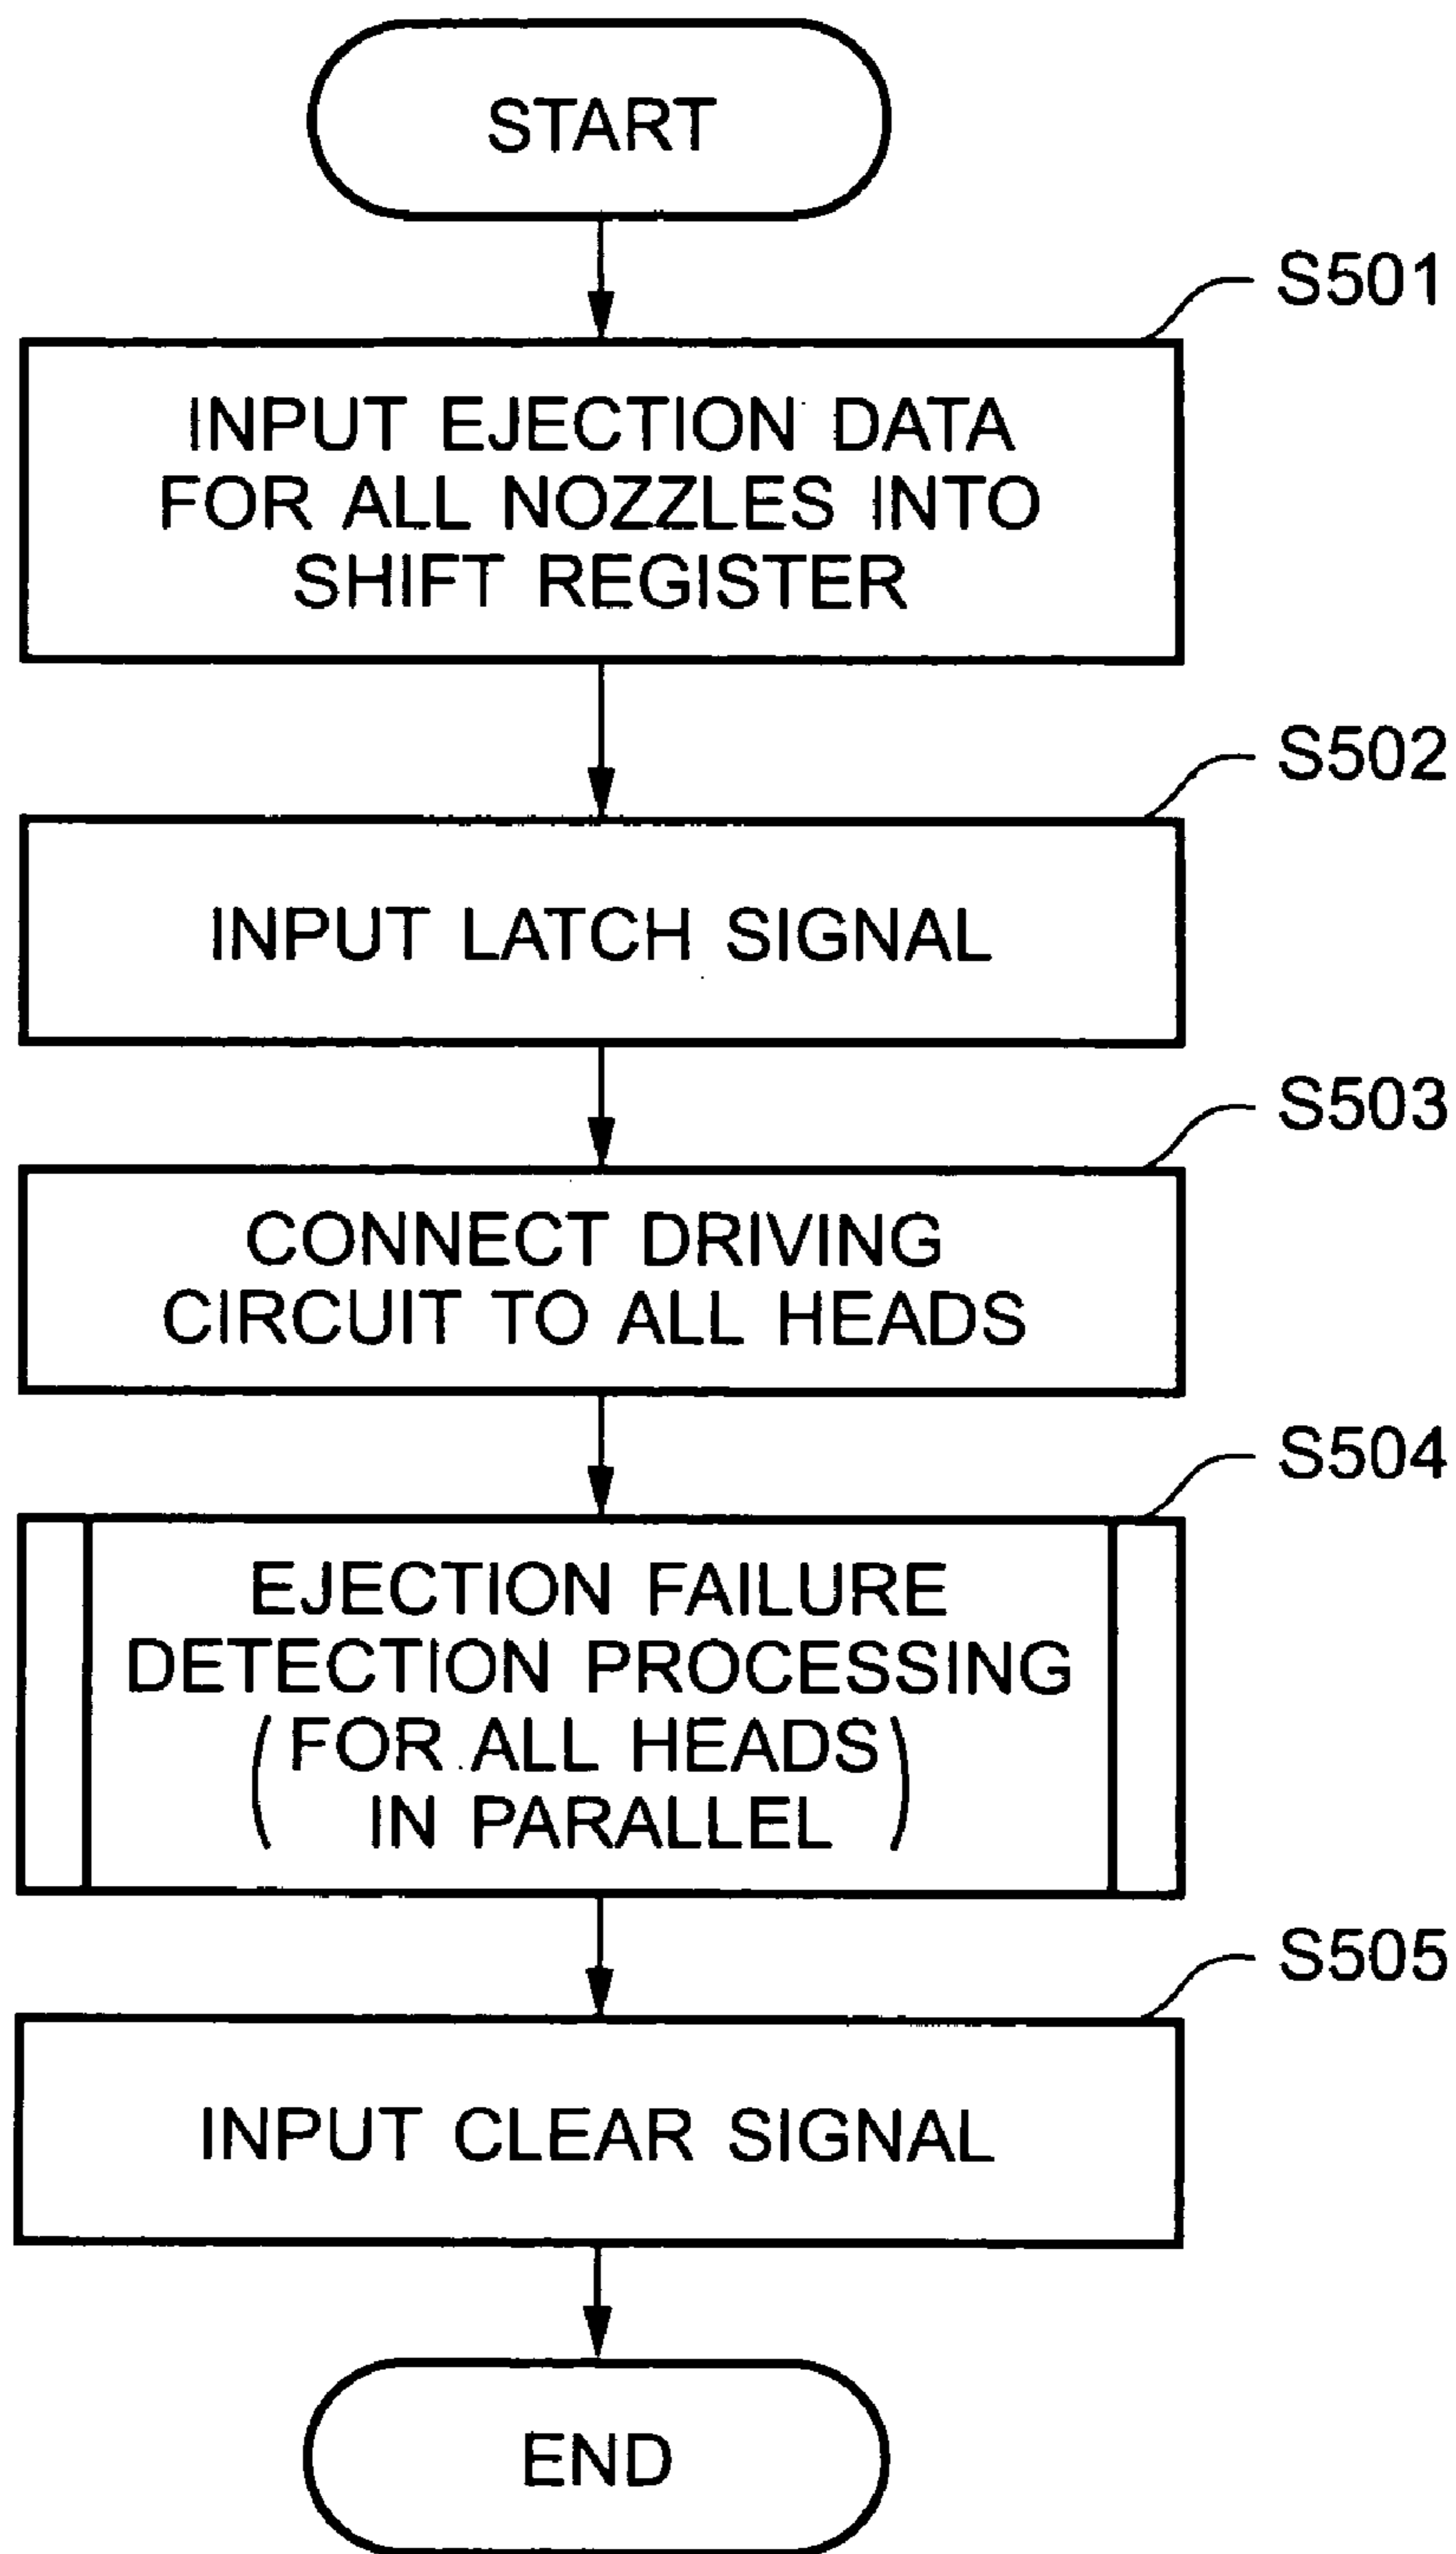 START
S501
INPUT EJECTION DATA
FOR ALL NOZZLES INTO
SHIFT REGISTER
S502
INPUT LATCH SIGNAL
S503
CONNECT DRIVING
CIRCUIT TO ALL HEADS
S504
EJECTION FAILURE
DETECTION PROCESSING
(FOR ALL HEADS
IN PARALLEL)
S505
INPUT CLEAR SIGNAL
END